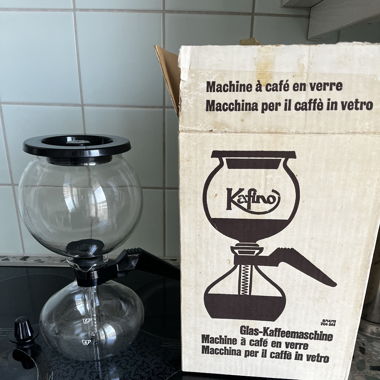 Machine à café en verre
Macchina per il caffè in vetro
Kafino
Glas-Kaffeemaschine
Machine à café en verre
Macchina per il caffè in vetro